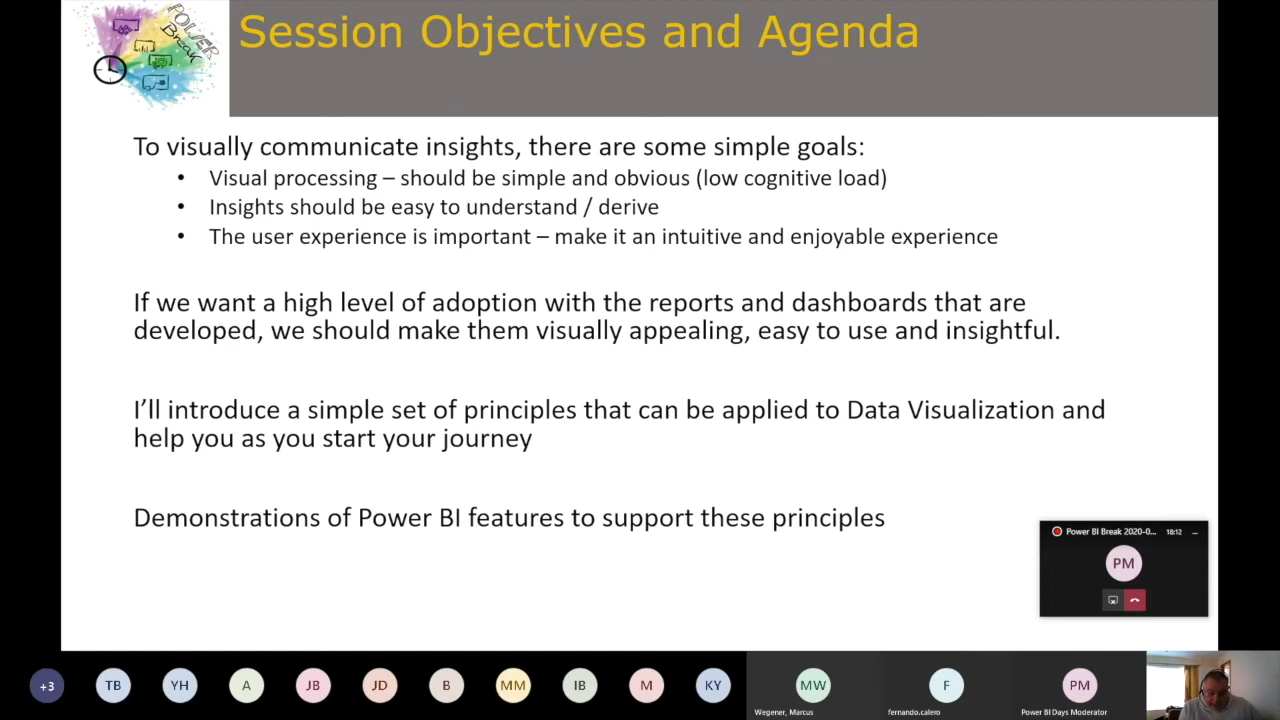 POWER
Break
Session Objectives and Agenda
To visually communicate insights, there are some simple goals:
• Visual processing – should be simple and obvious (low cognitive load)
• Insights should be easy to understand / derive
• The user experience is important – make it an intuitive and enjoyable experience
If we want a high level of adoption with the reports and dashboards that are
developed, we should make them visually appealing, easy to use and insightful.
I’ll introduce a simple set of principles that can be applied to Data Visualization and
help you as you start your journey
Demonstrations of Power BI features to support these principles
Power BI Break 2020-0... 18:12
PM
+3 TB YH A JB JD B MM IB M KY MW F PM
Wegener, Marcus fernando.calero Power BI Days Moderator